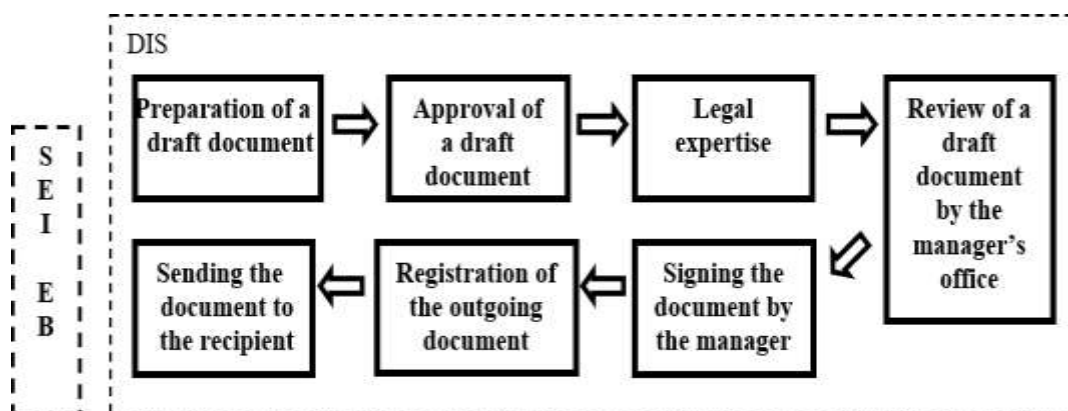 DIS
Preparation of a
draft document
Approval of
a draft
document
Legal
expertise
Review of a
draft
document
by the
manager's
office
S
E
I
E
B
Sending the
document to
the recipient
Registration of
the outgoing
document
Signing the
document by
the manager